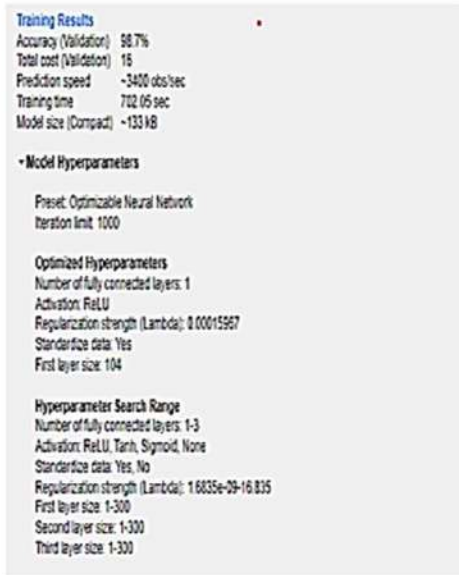 Training Results
Accuracy (Validation) 98.7%
Total cost (Validation) 16
Prediction speed ~3400 obs/sec
Training time 702.05 sec
Model size (Compact) ~133 kB
Model Hyperparameters
Preset: Optimizable Neural Network
Iteration limit: 1000
Optimized Hyperparameters
Number of fully connected layers: 1
Activation: ReLU
Regularization strength (Lambda): 0.00015967
Standardize data: Yes
First layer size: 104
Hyperparameter Search Range
Number of fully connected layers: 1-3
Activation: ReLU, Tanh, Sigmoid, None
Standardize data: Yes, No
Regularization strength (Lambda): 1.6835e-09-16.835
First layer size: 1-300
Second layer size: 1-300
Third layer size: 1-300